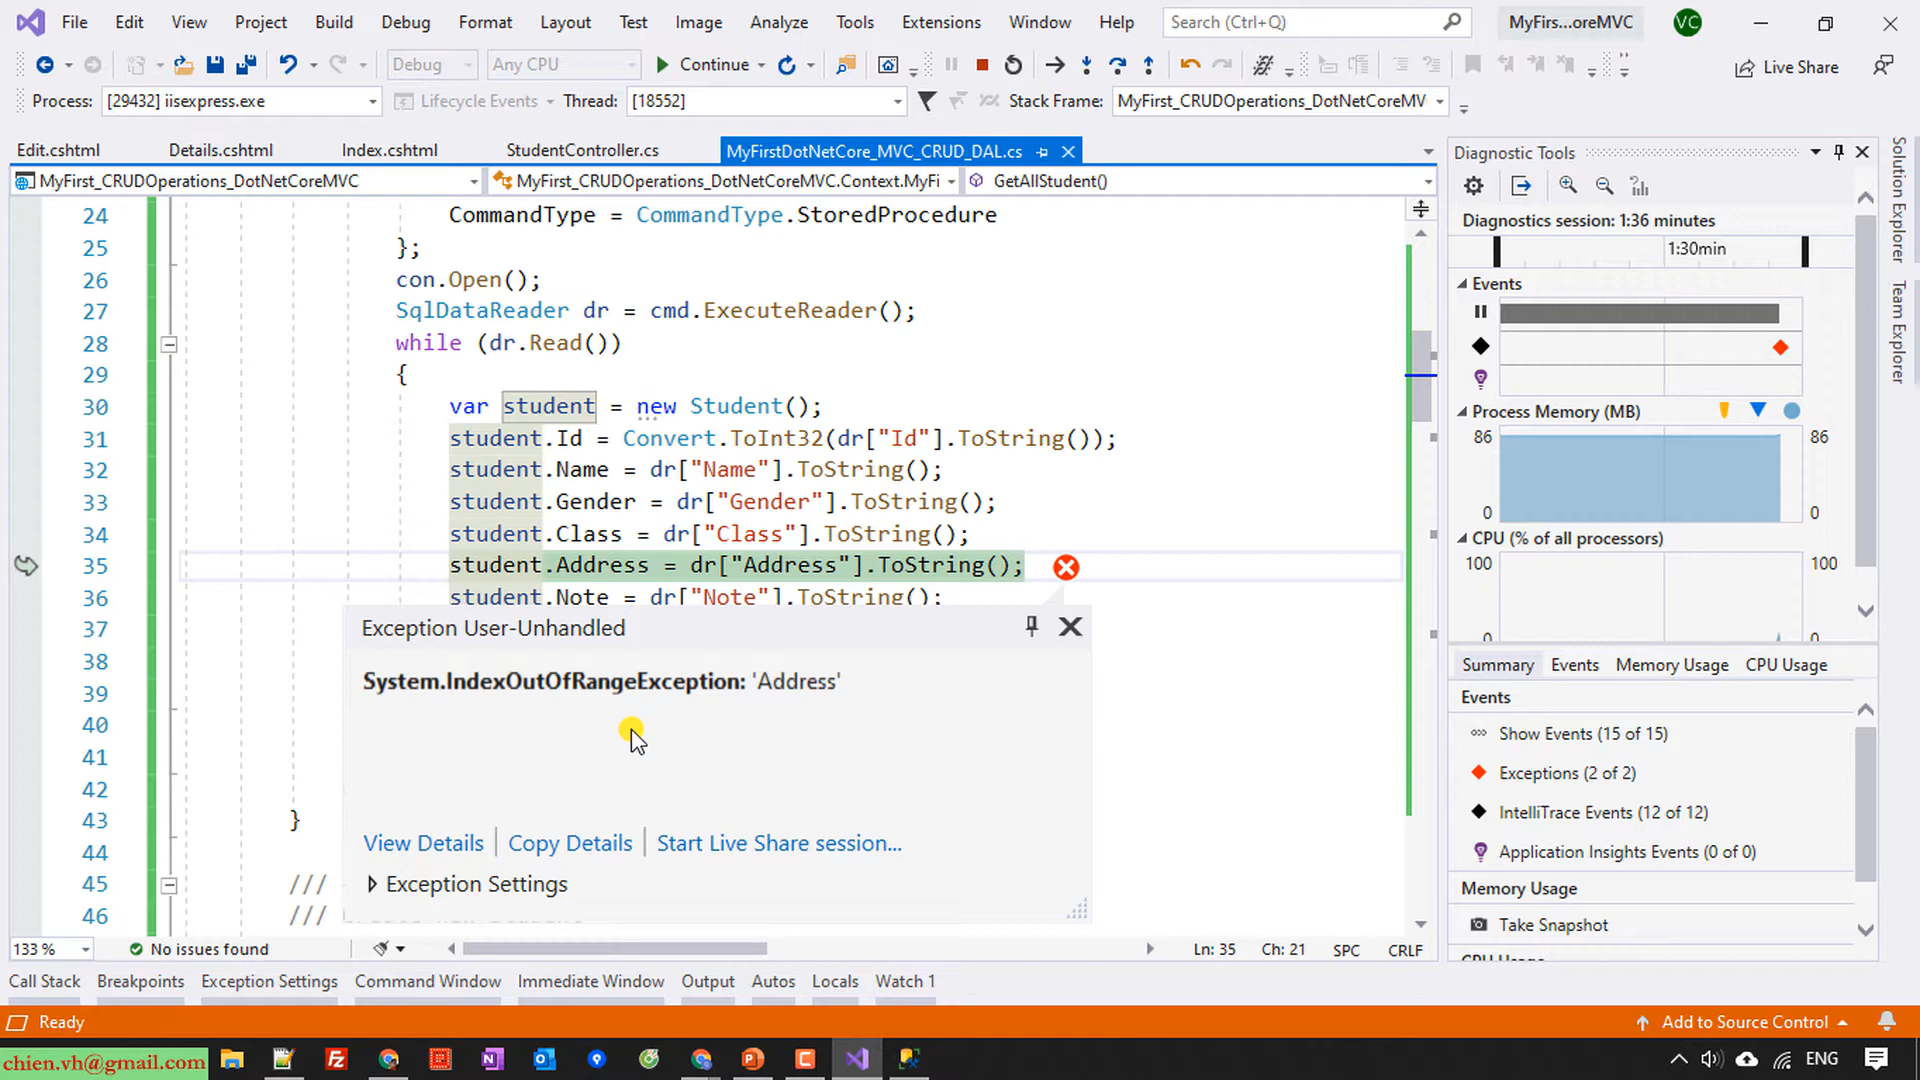 File Edit View Project Build Debug Format Layout Test Image Analyze Tools Extensions Window Help Search (Ctrl+Q) MyFirs...oreMVC VC
Debug Any CPU Continue Live Share
Process: [29432] iisexpress.exe Lifecycle Events Thread: [18552] Stack Frame: MyFirst_CRUDOperations_DotNetCoreMV
Edit.cshtml Details.cshtml Index.cshtml StudentController.cs MyFirstDotNetCore_MVC_CRUD_DAL.cs
MyFirst_CRUDOperations_DotNetCoreMVC MyFirst_CRUDOperations_DotNetCoreMVC.Context.MyFi GetAllStudent()
24 CommandType = CommandType.StoredProcedure
25 };
26 con.Open();
27 SqlDataReader dr = cmd.ExecuteReader();
28 while (dr.Read())
29 {
30 var student = new Student();
31 student.Id = Convert.ToInt32(dr["Id"].ToString());
32 student.Name = dr["Name"].ToString();
33 student.Gender = dr["Gender"].ToString();
34 student.Class = dr["Class"].ToString();
35 student.Address = dr["Address"].ToString();
36 student.Note = dr["Note"].ToString();
37
38
39
40
41
42
43 }
44
45 ///
46 ///
Exception User-Unhandled
System.IndexOutOfRangeException: 'Address'
View Details Copy Details Start Live Share session...
Exception Settings
133 % No issues found Ln: 35 Ch: 21 SPC CRLF
Diagnostic Tools
Diagnostics session: 1:36 minutes
1:30min
Events
Process Memory (MB)
86 86
0 0
CPU (% of all processors)
100 100
0 0
Summary Events Memory Usage CPU Usage
Events
Show Events (15 of 15)
Exceptions (2 of 2)
IntelliTrace Events (12 of 12)
Application Insights Events (0 of 0)
Memory Usage
Take Snapshot
CPU Usage
Solution Explorer
Team Explorer
Call Stack Breakpoints Exception Settings Command Window Immediate Window Output Autos Locals Watch 1
Ready Add to Source Control
chien.vh@gmail.com ENG